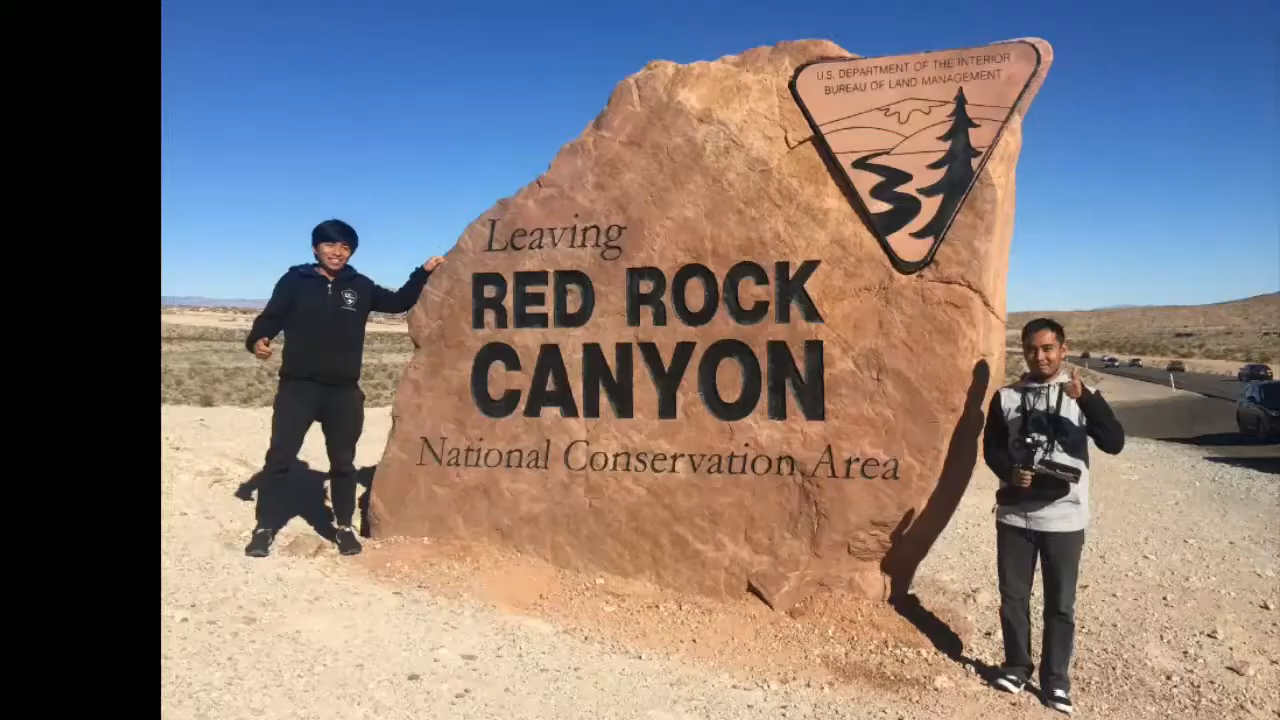 U.S. DEPARTMENT OF THE INTERIOR
BUREAU OF LAND MANAGEMENT
Leaving
RED ROCK
CANYON
National Conservation Area